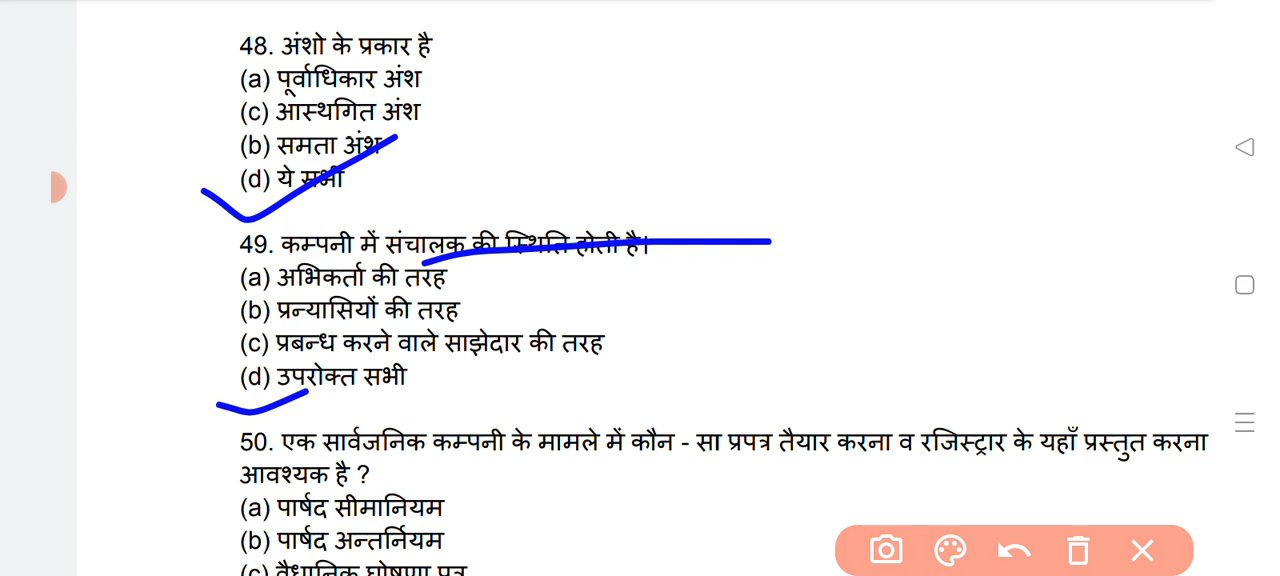 48. अंशो के प्रकार है
(a) पूर्वाधिकार अंश
(c) आस्थगित अंश
(b) समता अंश
(d) ये सभी
49. कम्पनी में संचालक की स्थिति होती है।
(a) अभिकर्ता की तरह
(b) प्रन्यासियों की तरह
(c) प्रबन्ध करने वाले साझेदार की तरह
(d) उपरोक्त सभी
50. एक सार्वजनिक कम्पनी के मामले में कौन - सा प्रपत्र तैयार करना व रजिस्ट्रार के यहाँ प्रस्तुत करना
आवश्यक है ?
(a) पार्षद सीमानियम
(b) पार्षद अन्तर्नियम
(c) वैधानिक घोषणा पत्र